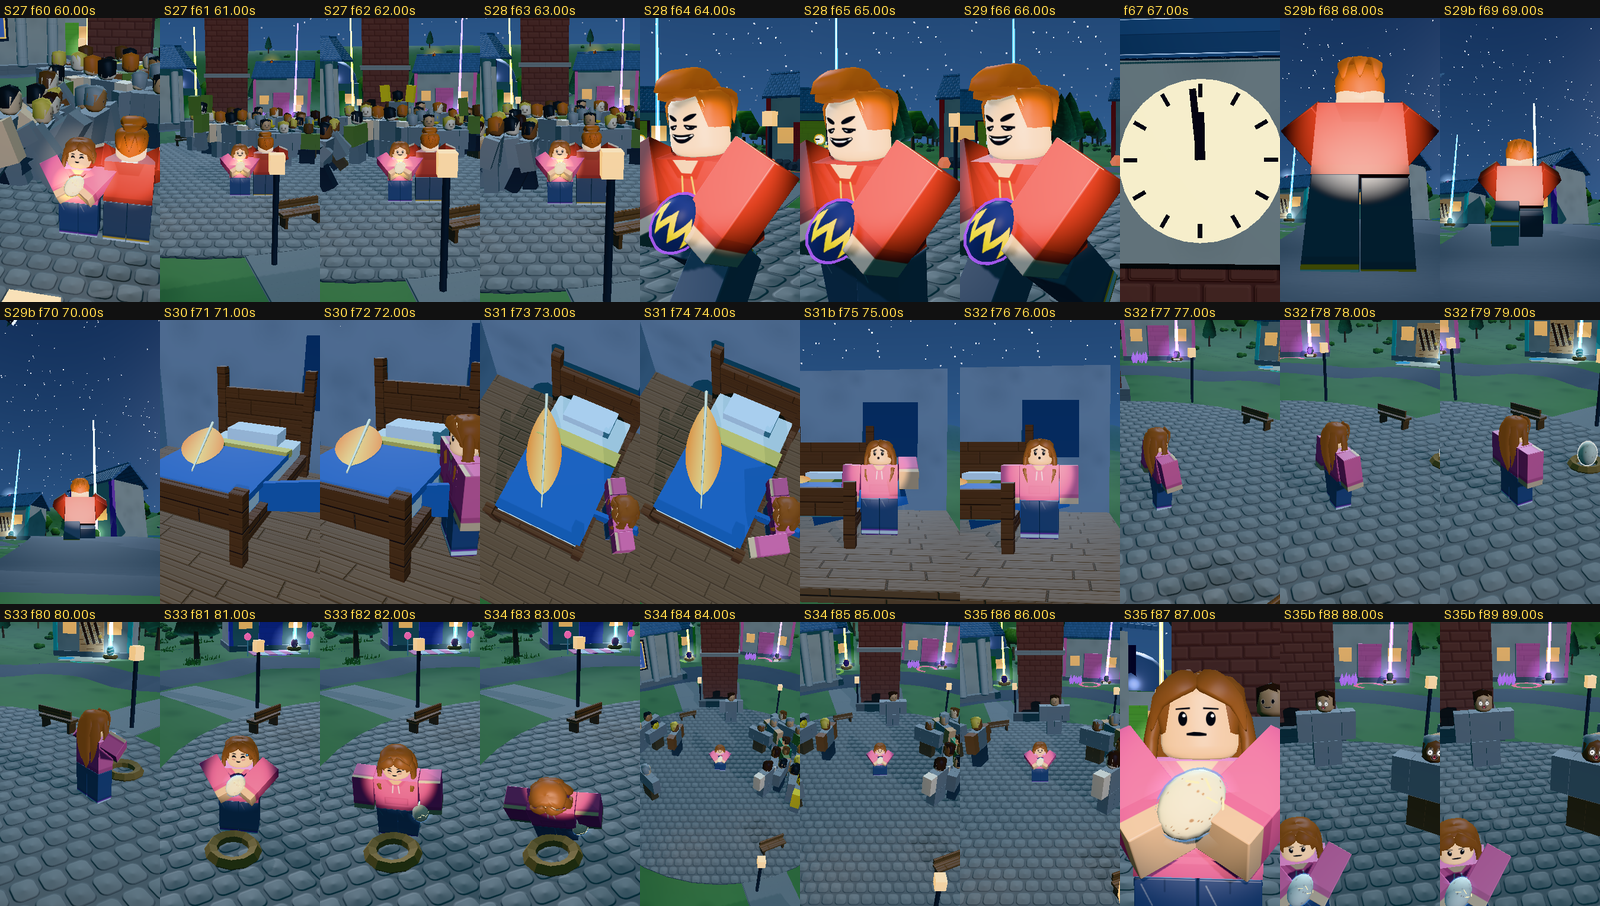 S27 f60 60.00s
S27 f61 61.00s
S27 f62 62.00s
S28 f63 63.00s
S28 f64 64.00s
S28 f65 65.00s
S29 f66 66.00s
f67 67.00s
S29b f68 68.00s
S29b f69 69.00s
S29b f70 70.00s
S30 f71 71.00s
S30 f72 72.00s
S31 f73 73.00s
S31 f74 74.00s
S31b f75 75.00s
S32 f76 76.00s
S32 f77 77.00s
S32 f78 78.00s
S32 f79 79.00s
S33 f80 80.00s
S33 f81 81.00s
S33 f82 82.00s
S33 f83 83.00s
S34 f84 84.00s
S34 f85 85.00s
S35 f86 86.00s
S35 f87 87.00s
S35b f88 88.00s
S35b f89 89.00s